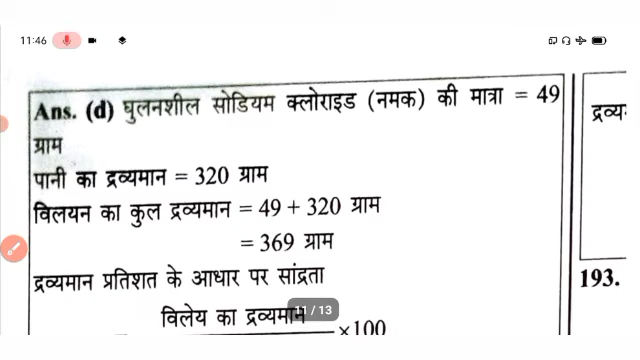 11:46
Ans. (d) घुलनशील सोडियम क्लोराइड (नमक) की मात्रा = 49
ग्राम
पानी का द्रव्यमान = 320 ग्राम
विलयन का कुल द्रव्यमान = 49 + 320 ग्राम
= 369 ग्राम
द्रव्यमान प्रतिशत के आधार पर सांद्रता
विलेय का द्रव्यमान
×100
11 / 13
193.